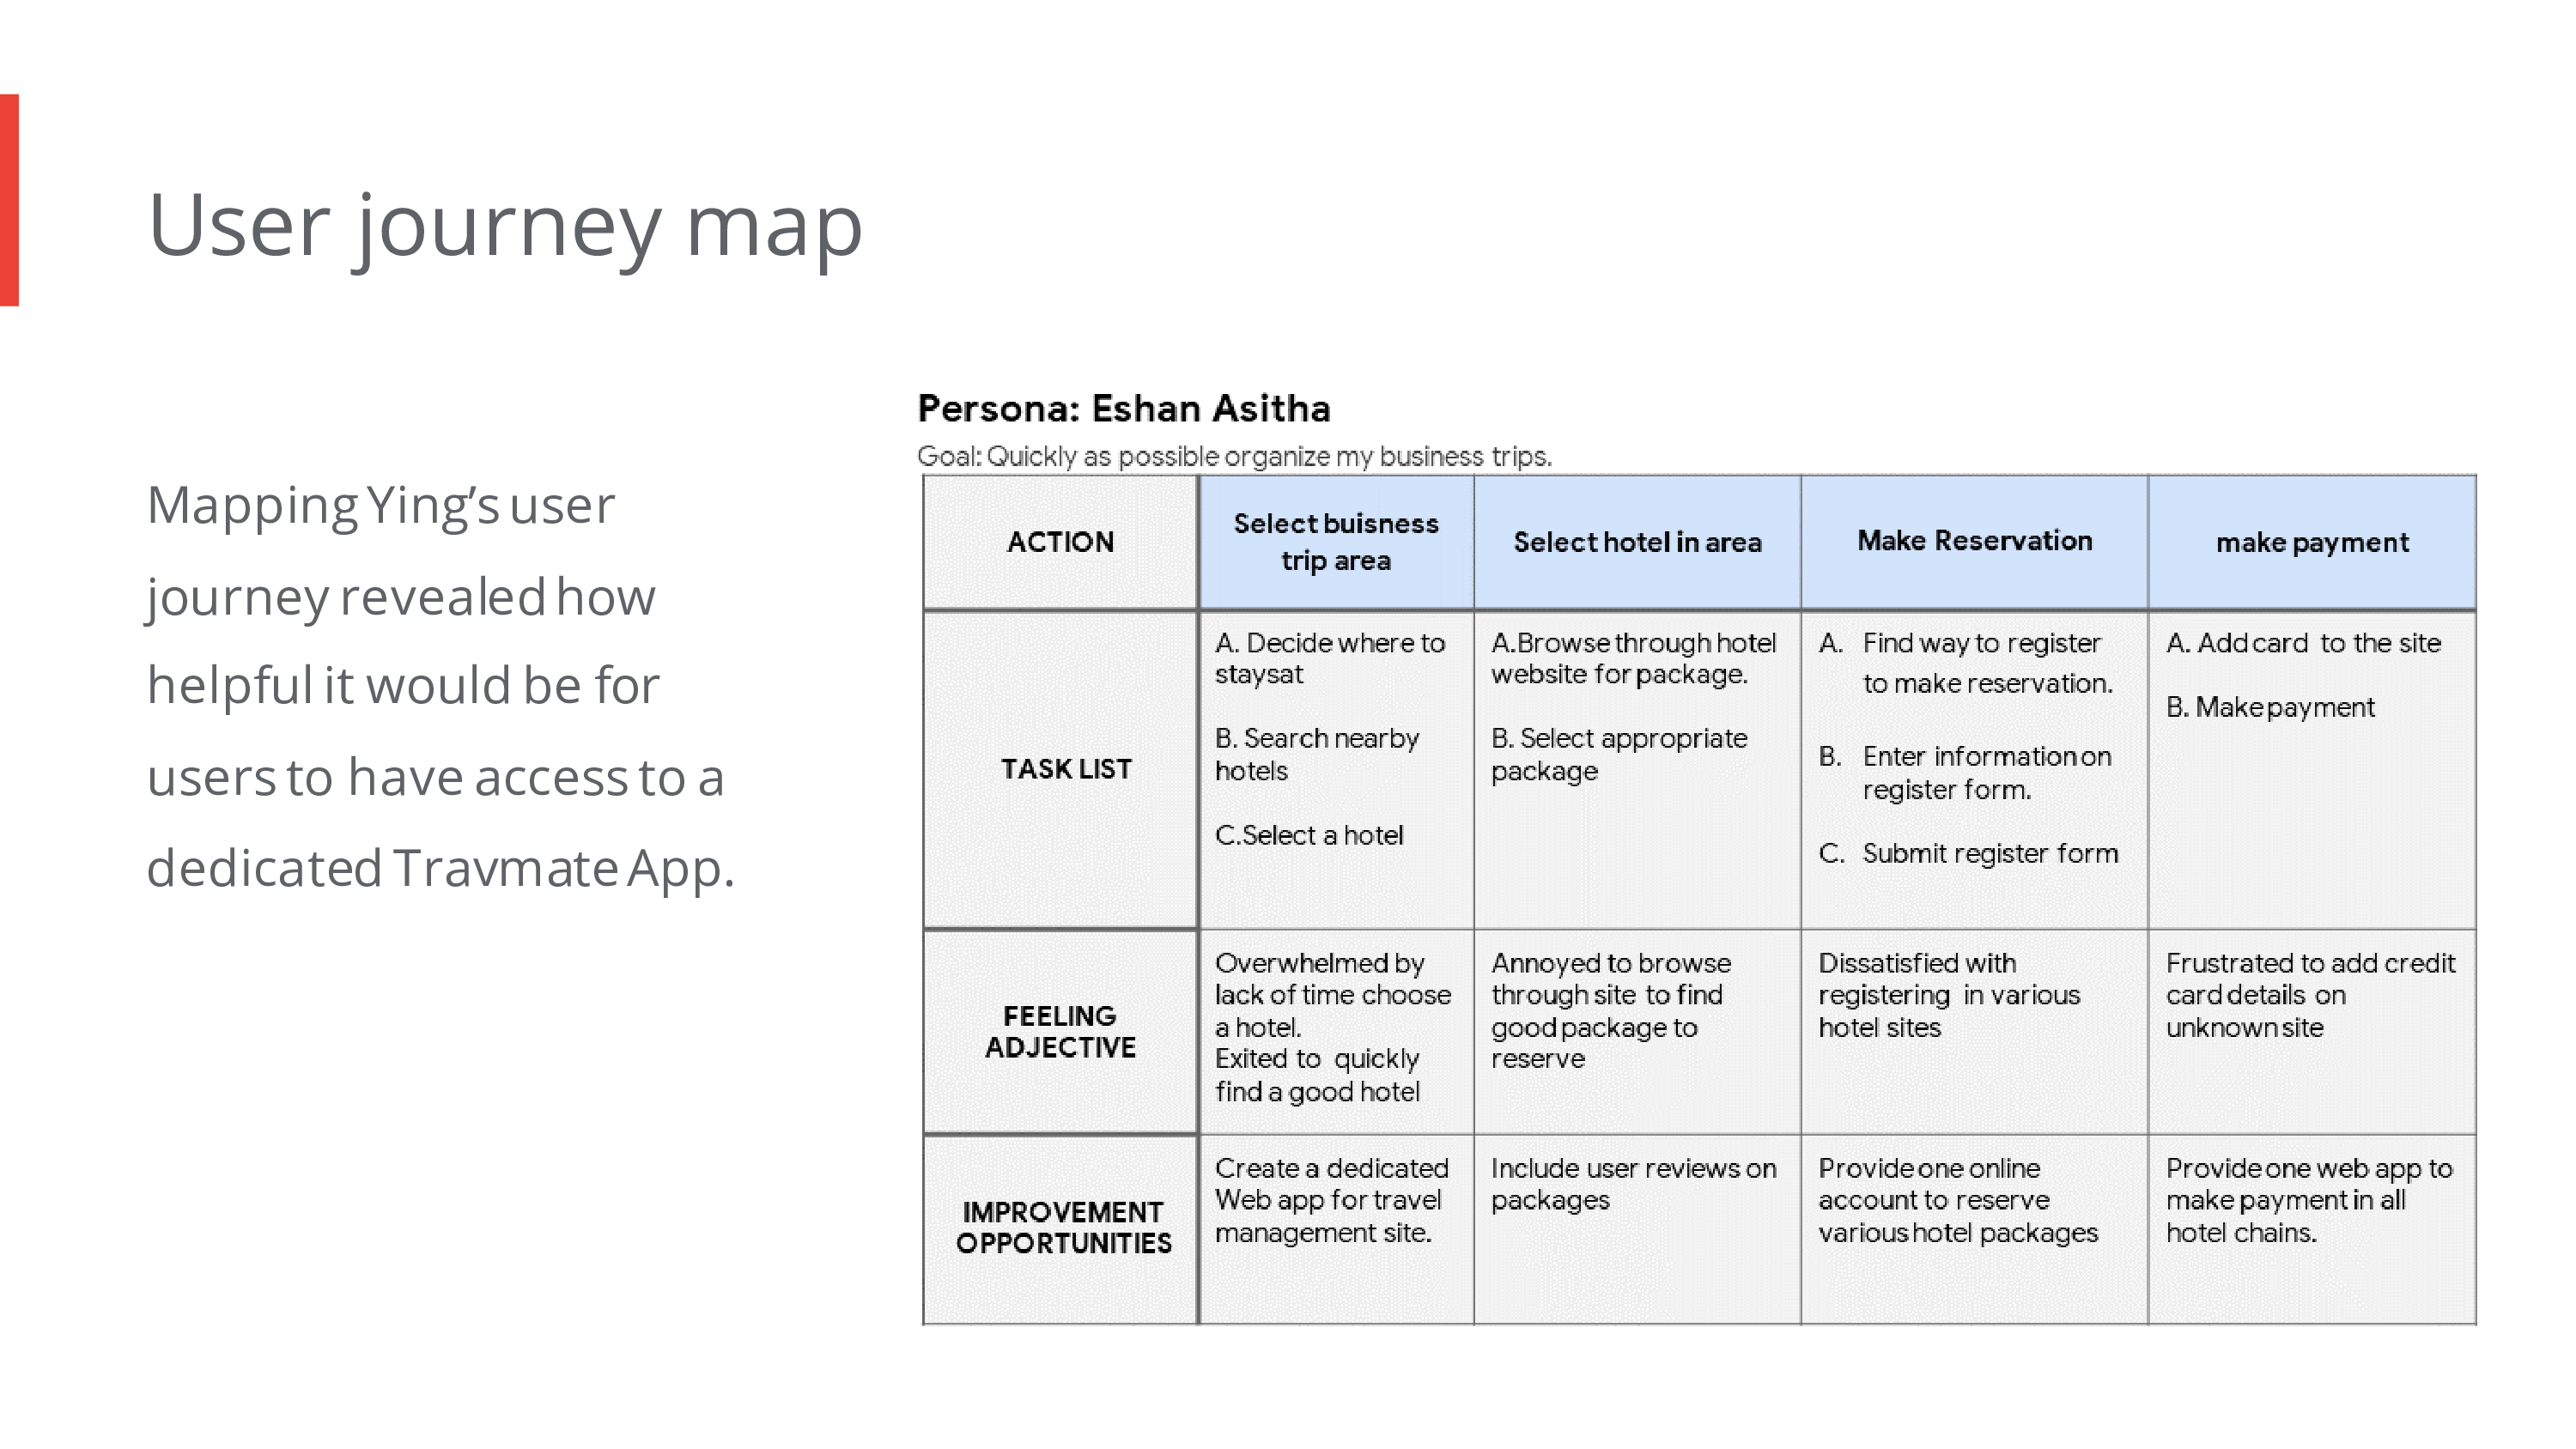 User journey map
Mapping Ying’s user
journey revealed how
helpful it would be for
users to have access to a
dedicated Travmate App.
Persona: Eshan Asitha
Goal: Quickly as possible organize my business trips.
ACTION
Select buisness
trip area
Select hotel in area
Make Reservation
make payment
TASK LIST
A. Decide where to
staysat
B. Search nearby
hotels
C.Select a hotel
A.Browse through hotel
website for package.
B. Select appropriate
package
A. Find way to register
to make reservation.
B. Enter information on
register form.
C. Submit register form
A. Add card to the site
B. Make payment
FEELING
ADJECTIVE
Overwhelmed by
lack of time choose
a hotel.
Exited to quickly
find a good hotel
Annoyed to browse
through site to find
good package to
reserve
Dissatisfied with
registering in various
hotel sites
Frustrated to add credit
card details on
unknown site
IMPROVEMENT
OPPORTUNITIES
Create a dedicated
Web app for travel
management site.
Include user reviews on
packages
Provide one online
account to reserve
various hotel packages
Provide one web app to
make payment in all
hotel chains.